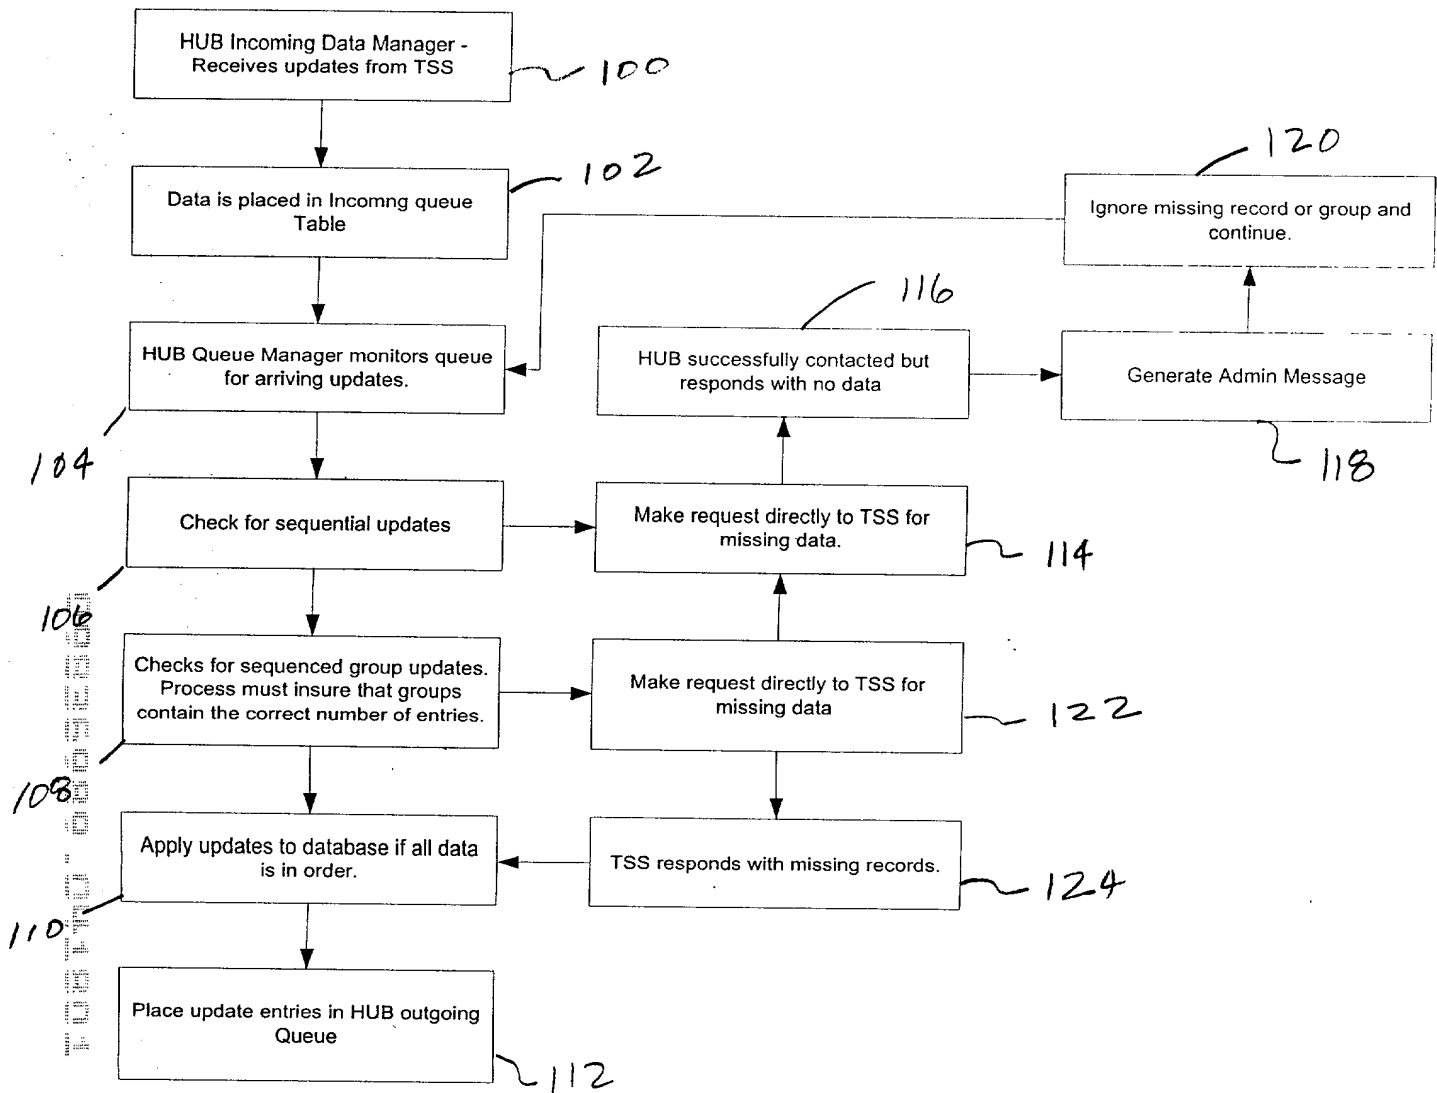 HUB Incoming Data Manager -
Receives updates from TSS
100
Data is placed in Incomng queue
Table
102
120
Ignore missing record or group and
continue.
HUB Queue Manager monitors queue
for arriving updates.
104
116
HUB successfully contacted but
responds with no data
Generate Admin Message
118
Check for sequential updates
106
Make request directly to TSS for
missing data.
114
Checks for sequenced group updates.
Process must insure that groups
contain the correct number of entries.
108
Make request directly to TSS for
missing data
122
Apply updates to database if all data
is in order.
110
TSS responds with missing records.
124
Place update entries in HUB outgoing
Queue
112